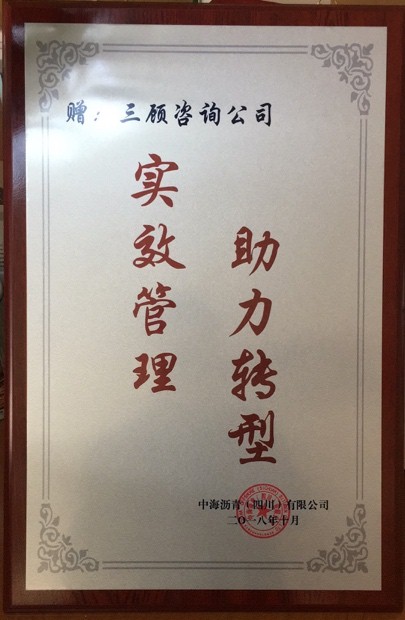 赠：三顾咨询公司
实效管理
助力转型
中海沥青（四川）有限公司
二〇一八年十月